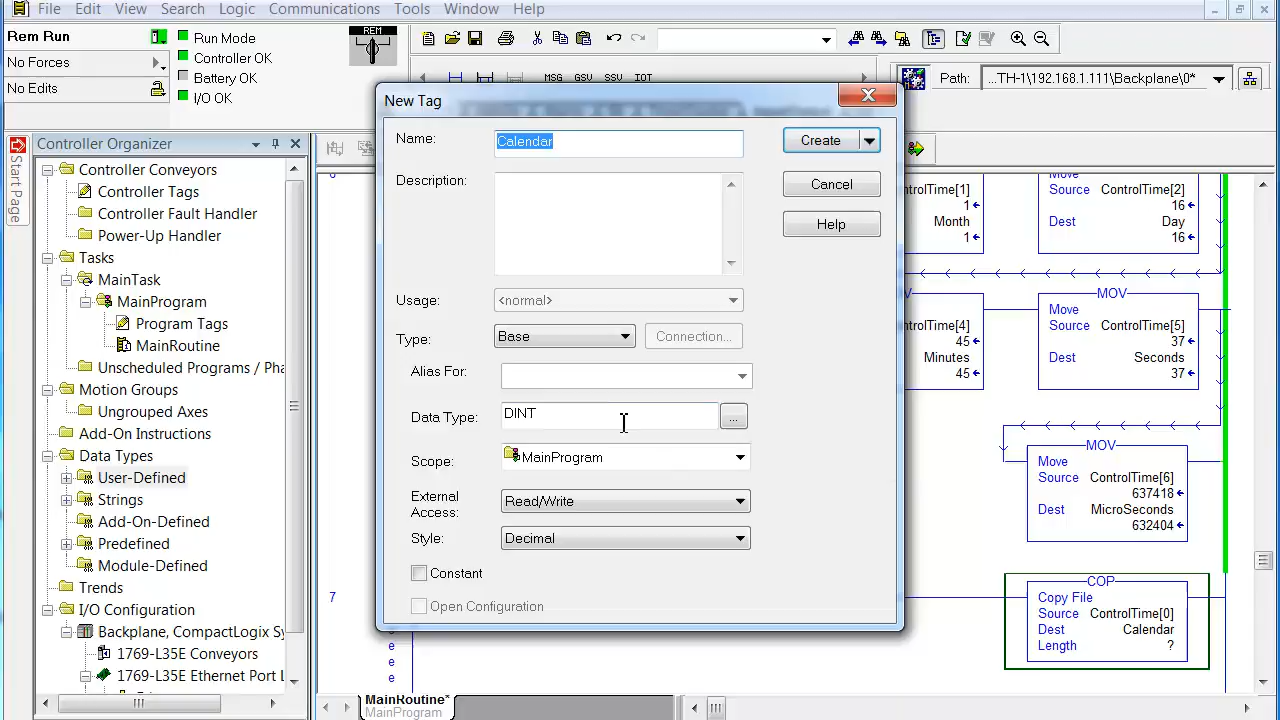 File Edit View Search Logic Communications Tools Window Help
Rem Run
Run Mode
REM
No Forces
Controller OK
Battery OK
No Edits
I/O OK
MSG GSV SSV IOT
Path: ...TH-1\192.168.1.111\Backplane\0*
Start Page
Controller Organizer
Controller Conveyors
Controller Tags
Controller Fault Handler
Power-Up Handler
Tasks
MainTask
MainProgram
Program Tags
MainRoutine
Unscheduled Programs / Pha
Motion Groups
Ungrouped Axes
Add-On Instructions
Data Types
User-Defined
Strings
Add-On-Defined
Predefined
Module-Defined
Trends
I/O Configuration
Backplane, CompactLogix Sy
1769-L35E Conveyors
1769-L35E Ethernet Port L
New Tag
Name: Calendar
Create
Description:
Cancel
Help
Usage: <normal>
Type: Base
Connection...
Alias For:
Data Type: DINT
...
Scope: MainProgram
External
Access: Read/Write
Style: Decimal
Constant
Open Configuration
ControlTime[1]
1
Month
1
Move
Source ControlTime[2]
16
Dest Day
16
ControlTime[4]
45
Minutes
45
MOV
Move
Source ControlTime[5]
37
Dest Seconds
37
MOV
Move
Source ControlTime[6]
637418
Dest MicroSeconds
632404
7
COP
Copy File
Source ControlTime[0]
Dest Calendar
Length ?
e
e
e
MainRoutine*
MainProgram